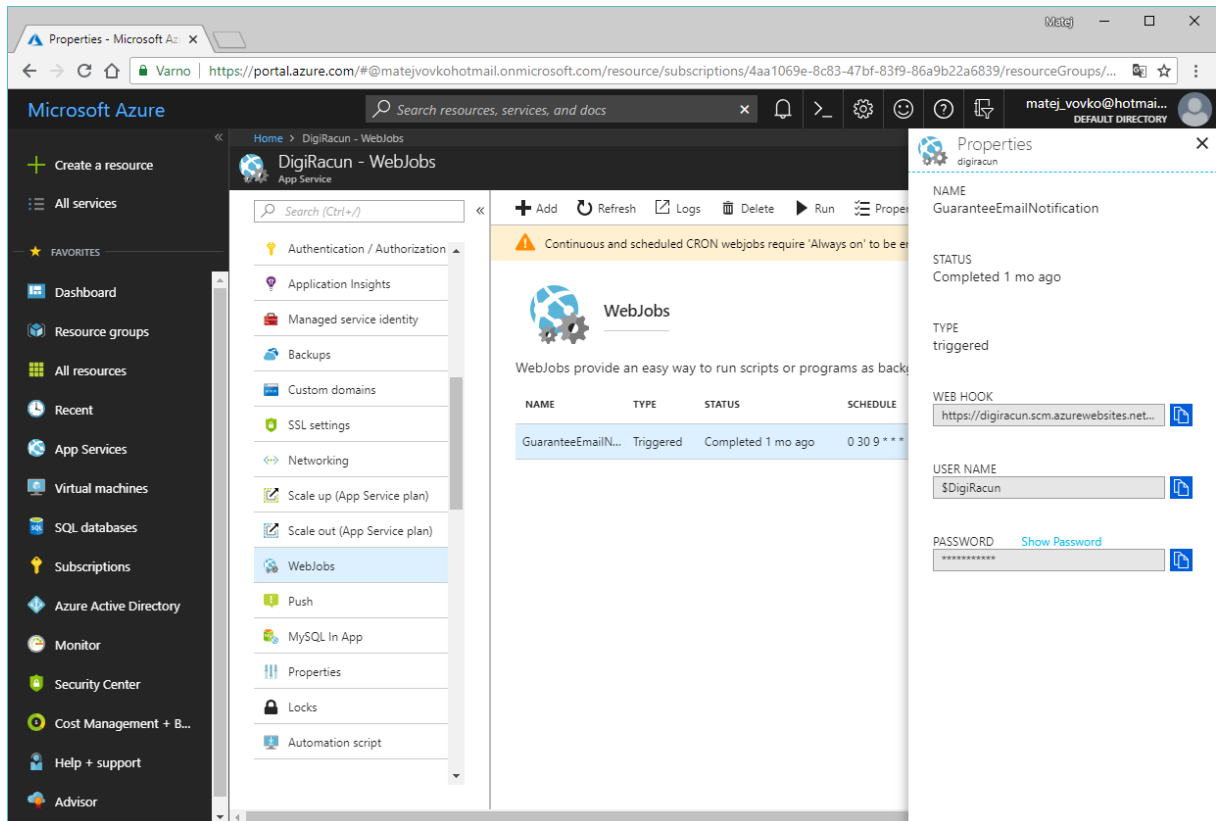 Matej
Properties - Microsoft Az
Varno
https://portal.azure.com/#@matejvovkohotmail.onmicrosoft.com/resource/subscriptions/4aa1069e-8c83-47bf-83f9-86a9b22a6839/resourceGroups/...
Microsoft Azure
Search resources, services, and docs
matej_vovko@hotmai...
DEFAULT DIRECTORY
Create a resource
All services
FAVORITES
Dashboard
Resource groups
All resources
Recent
App Services
Virtual machines
SQL databases
Subscriptions
Azure Active Directory
Monitor
Security Center
Cost Management + B...
Help + support
Advisor
Home > DigiRacun - WebJobs
DigiRacun - WebJobs
App Service
Search (Ctrl+/)
Authentication / Authorization
Application Insights
Managed service identity
Backups
Custom domains
SSL settings
Networking
Scale up (App Service plan)
Scale out (App Service plan)
WebJobs
Push
MySQL In App
Properties
Locks
Automation script
Add Refresh Logs Delete Run Proper
Continuous and scheduled CRON webjobs require 'Always on' to be er
WebJobs
WebJobs provide an easy way to run scripts or programs as back
NAME TYPE STATUS SCHEDULE
GuaranteeEmailN... Triggered Completed 1 mo ago 0 30 9 * * *
Properties
digiracun
NAME
GuaranteeEmailNotification
STATUS
Completed 1 mo ago
TYPE
triggered
WEB HOOK
https://digiracun.scm.azurewebsites.net...
USER NAME
$DigiRacun
PASSWORD Show Password
***********